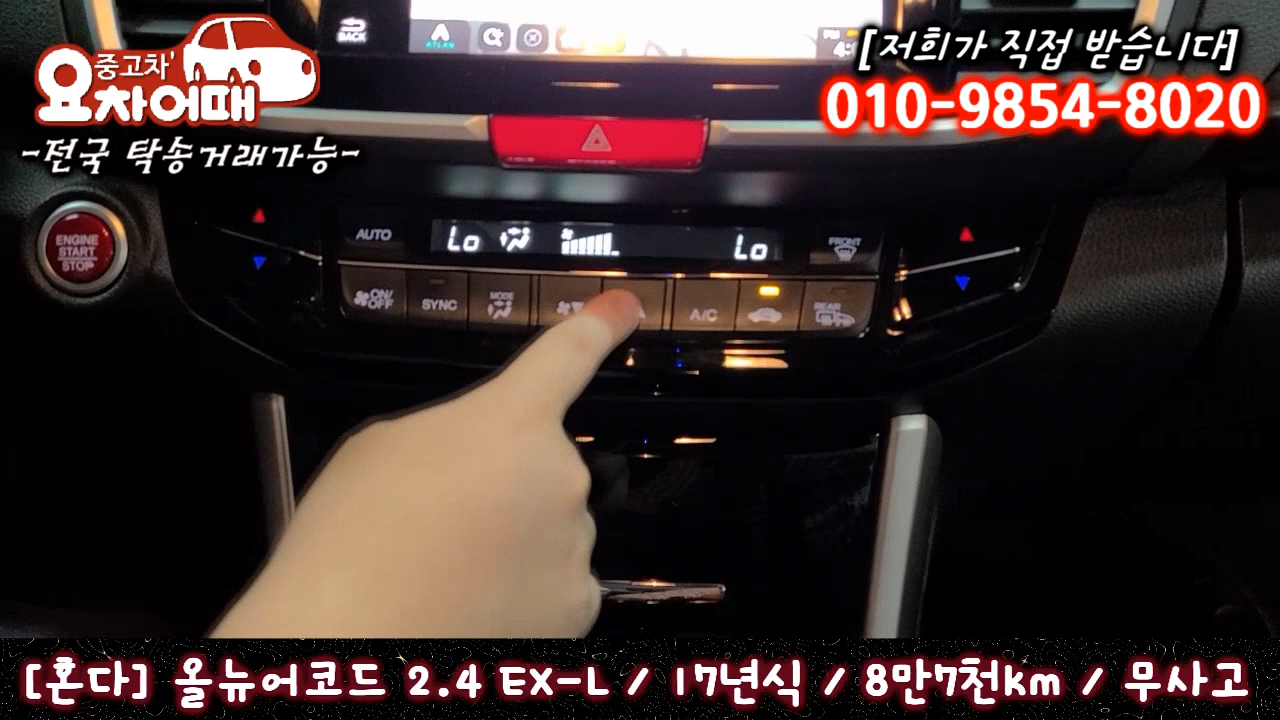 중고차'
요차어때
-전국 탁송거래가능-
[저희가 직접 받습니다]
010-9854-8020
BACK
ATLAN
ENGINE
START
STOP
AUTO
Lo
Lo
FRONT
ON/
OFF
SYNC
MODE
A/C
REAR
[혼다] 올뉴어코드 2.4 EX-L / 17년식 / 8만7천km / 무사고